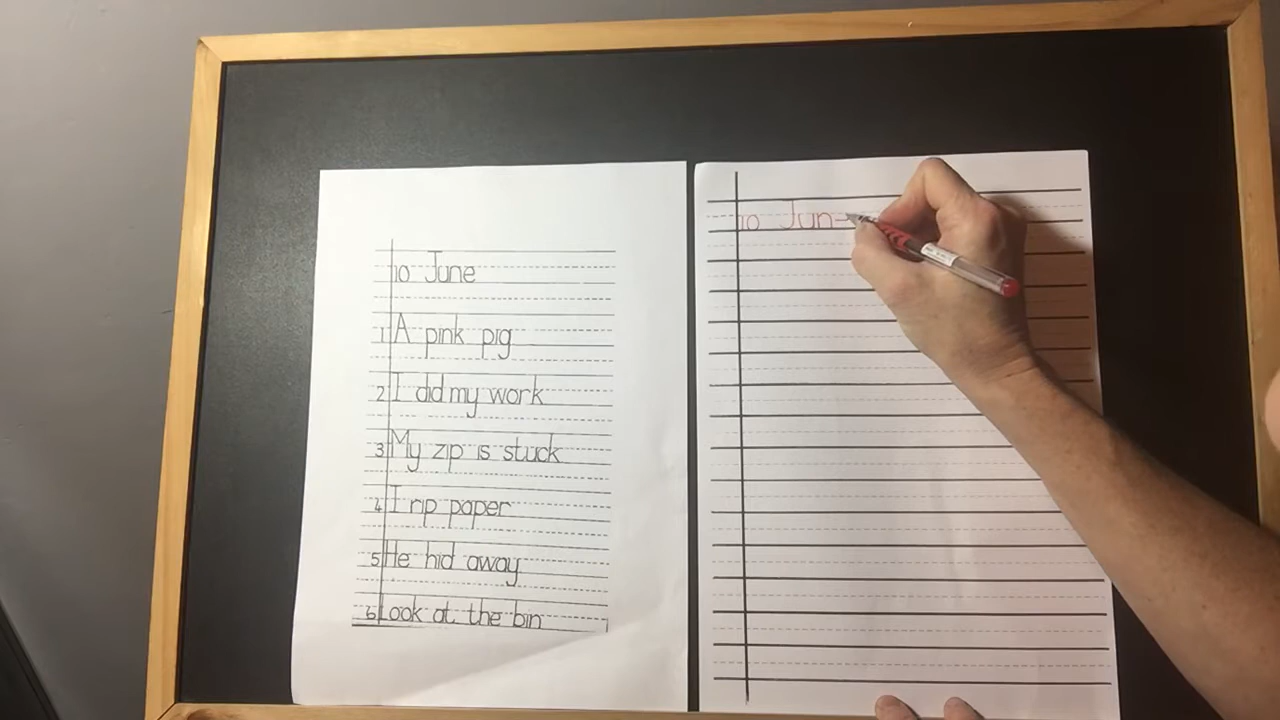 10 June
1 A pink pig
2 I did my work
3 My zip is stuck
4 I rip paper
5 He hid away
6 Look at the bin
10 Jun